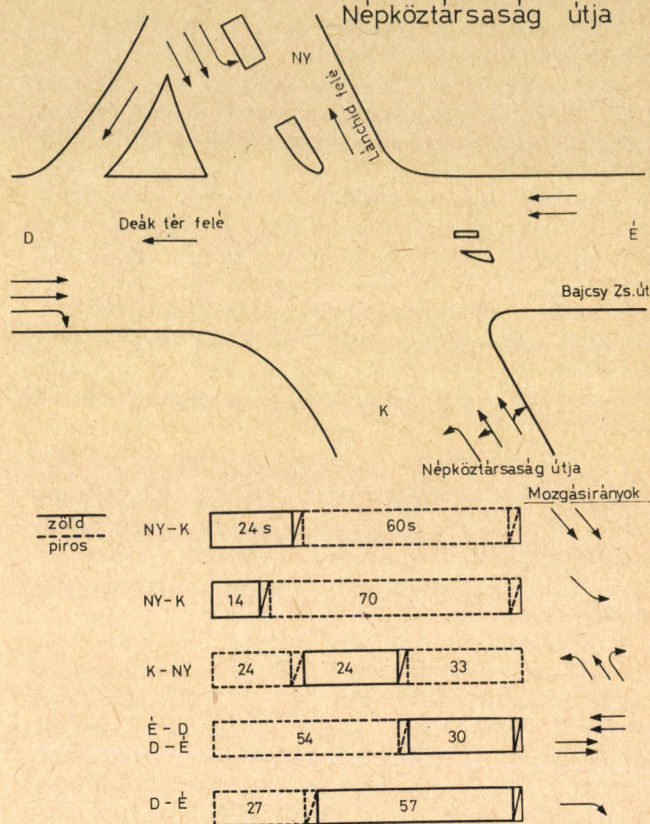 Népköztársaság útja
NY
Lánchíd felé
Deák tér felé
D
É
Bajcsy Zs. út
K
Népköztársaság útja
Mozgásirányok
zöld
piros
NY-K 24 s 60 s
NY-K 14 70
K-NY 24 24 33
É-D
D-É 54 30
D-É 27 57